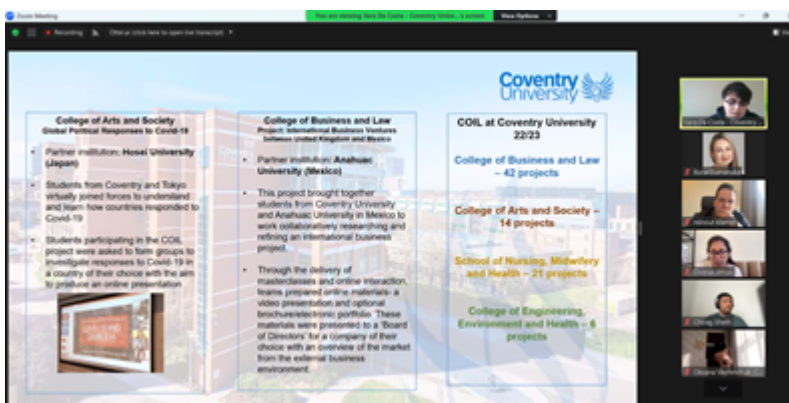 Zoom Meeting
You are viewing Sara De Costa - Coventry Unive... 's screen
View Options
Recording
Coventry
University
College of Arts and Society
Global Political Responses to Covid-19
• Partner institution: Hosei University
(Japan)
• Students from Coventry and Tokyo
virtually joined forces to understand
and learn how countries responded to
Covid-19
• Students participating in the COIL
project were asked to form groups to
investigate responses to Covid-19 in
a country of their choice with the aim
to produce an online presentation
College of Business and Law
Project: International Business Ventures
between United Kingdom and Mexico
• Partner institution: Anahuac
University (Mexico)
• This project brought together
students from Coventry University
and Anahuac University in Mexico to
work collaboratively researching and
refining an international business
project.
• Through the delivery of
masterclasses and online interaction,
teams prepared online materials- a
video presentation and optional
brochure/electronic portfolio. These
materials were presented to a 'Board
of Directors' for a company of their
choice with an overview of the market
from the external business
environment.
COIL at Coventry University
22/23
College of Business and Law
– 42 projects
College of Arts and Society –
14 projects
School of Nursing, Midwifery
and Health – 21 projects
College of Engineering,
Environment and Health – 6
projects
Sara De Costa - Coventry ...
Chirag Sheth